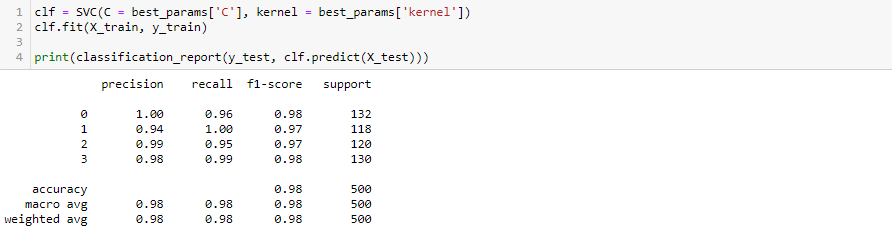 1 clf = SVC(C = best_params['C'], kernel = best_params['kernel'])
2 clf.fit(X_train, y_train)
3
4 print(classification_report(y_test, clf.predict(X_test)))
precision recall f1-score support
0 1.00 0.96 0.98 132
1 0.94 1.00 0.97 118
2 0.99 0.95 0.97 120
3 0.98 0.99 0.98 130
accuracy 0.98 500
macro avg 0.98 0.98 0.98 500
weighted avg 0.98 0.98 0.98 500